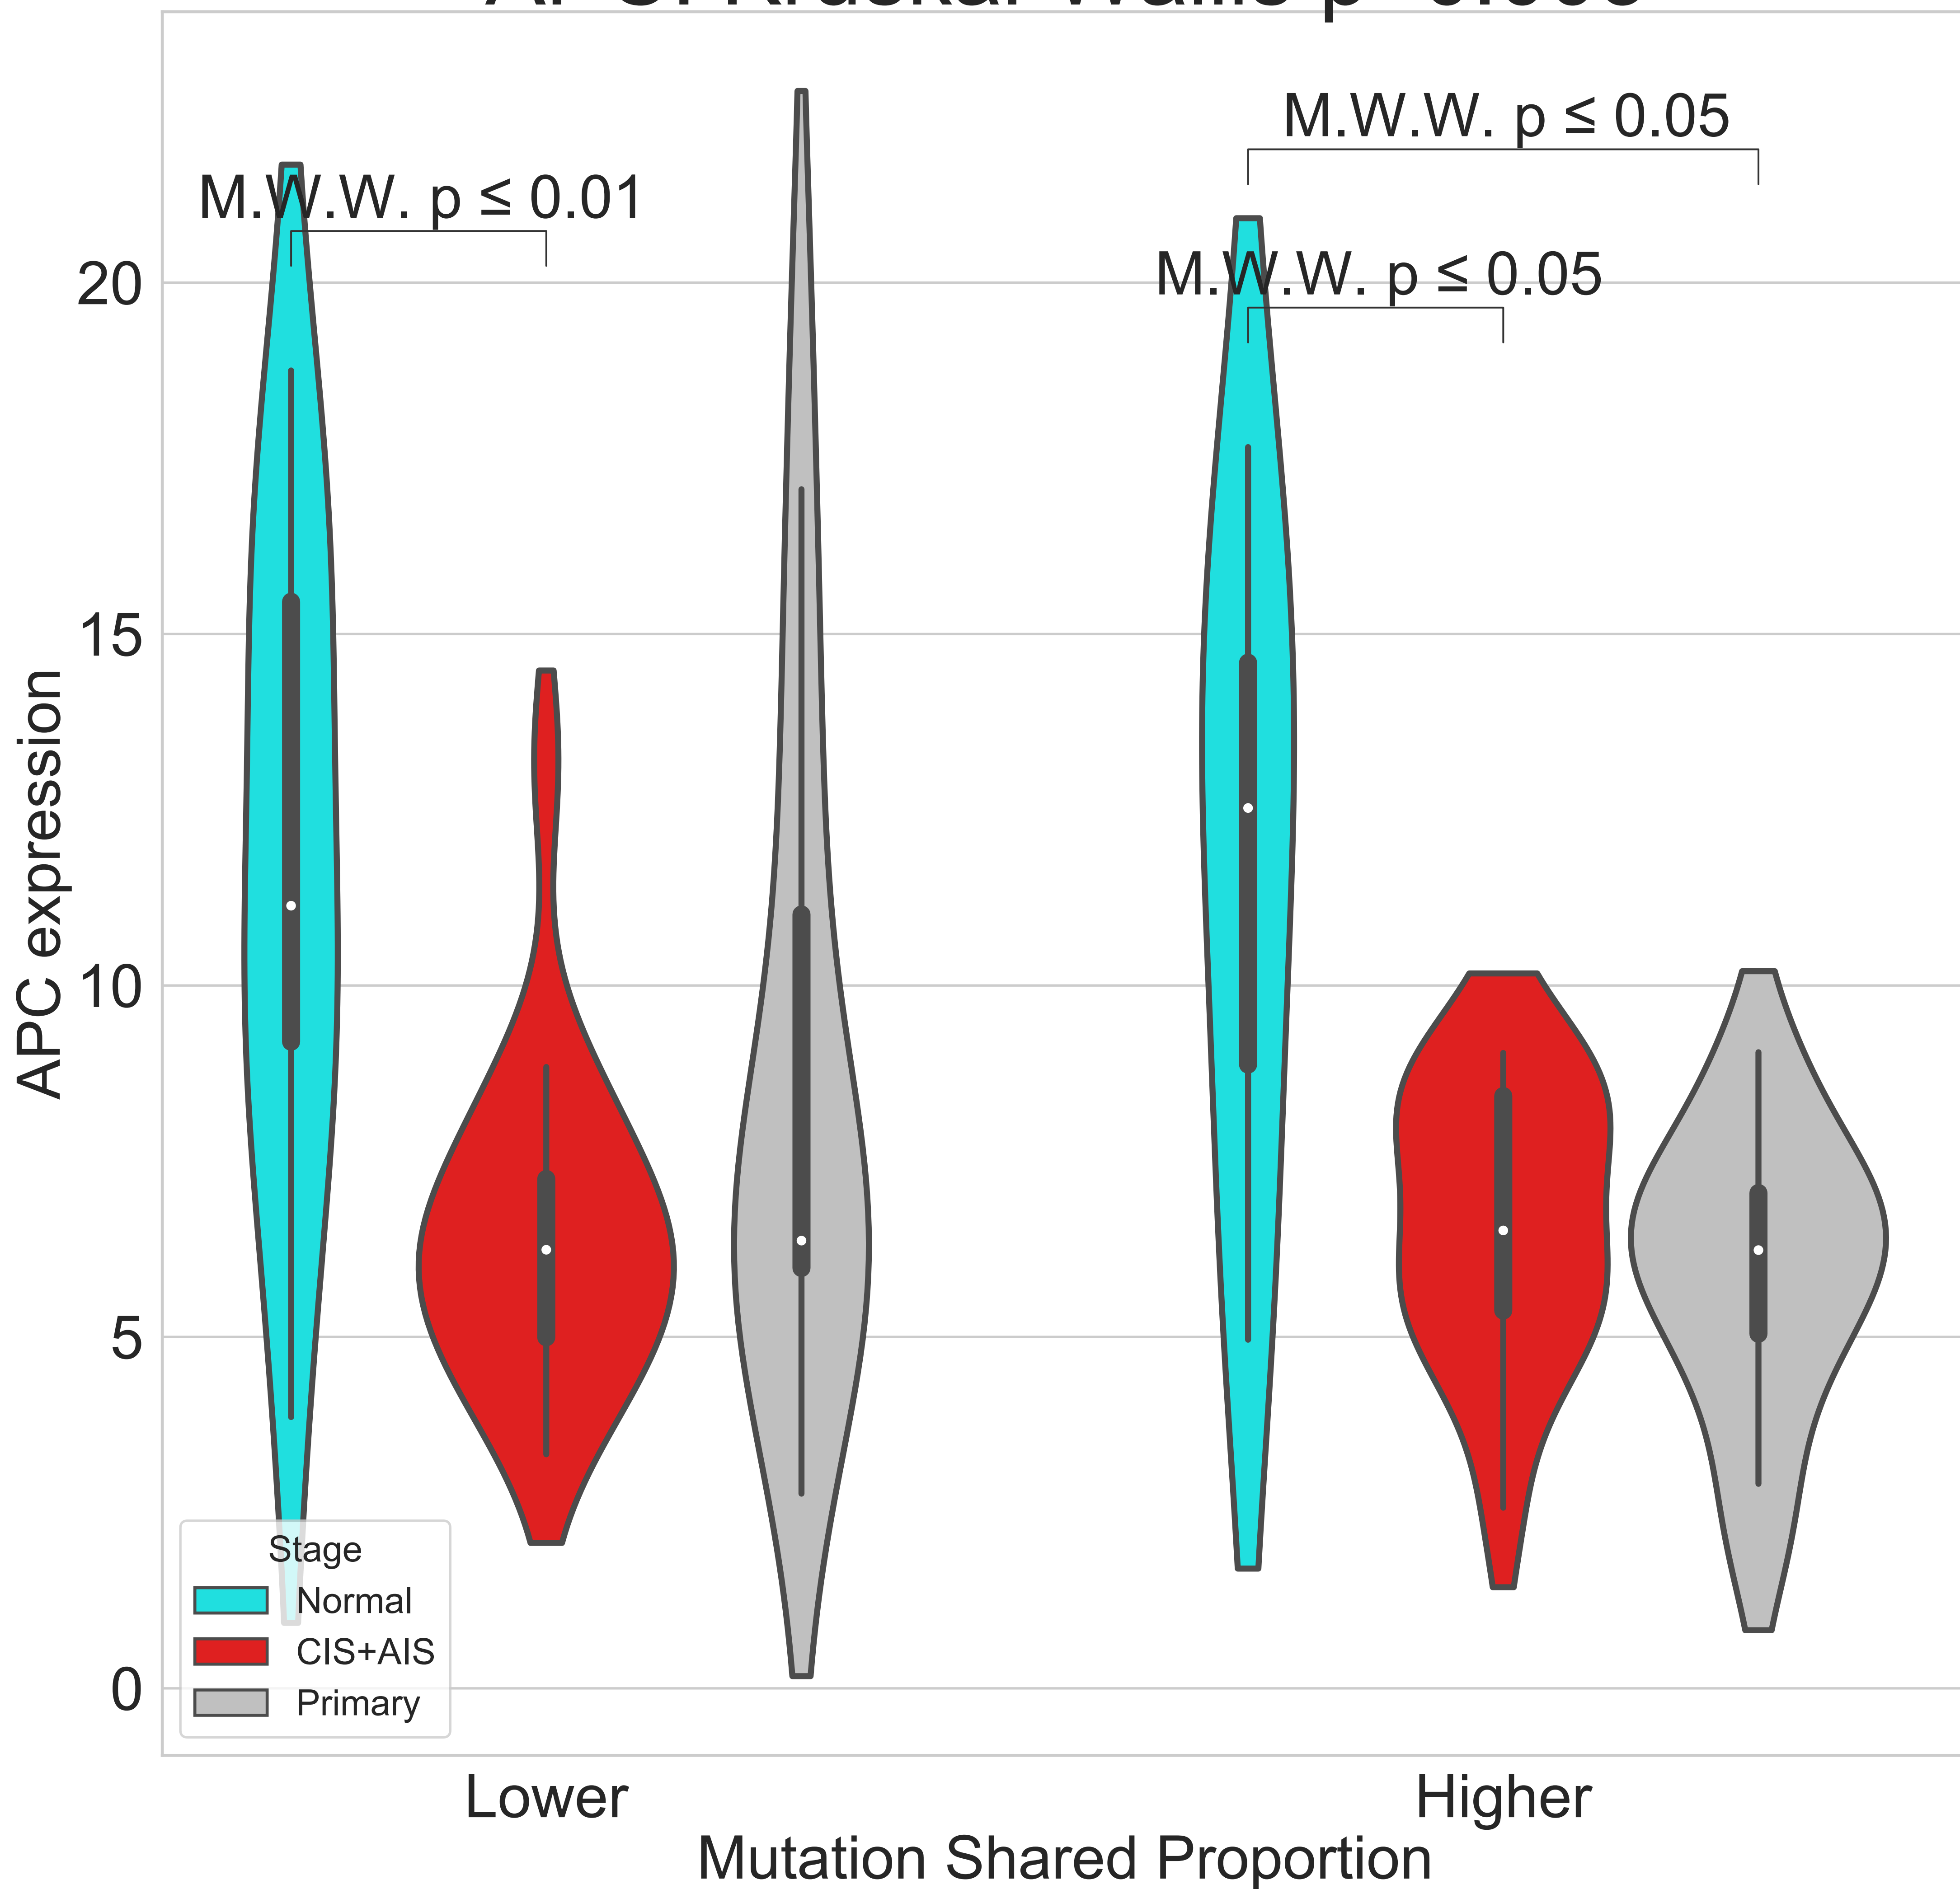 M.W.W. p ≤ 0.05
M.W.W. p ≤ 0.01
M.W.W. p ≤ 0.05
20
15
10
5
0
APC expression
Stage
Normal
CIS+AIS
Primary
Lower
Higher
Mutation Shared Proportion